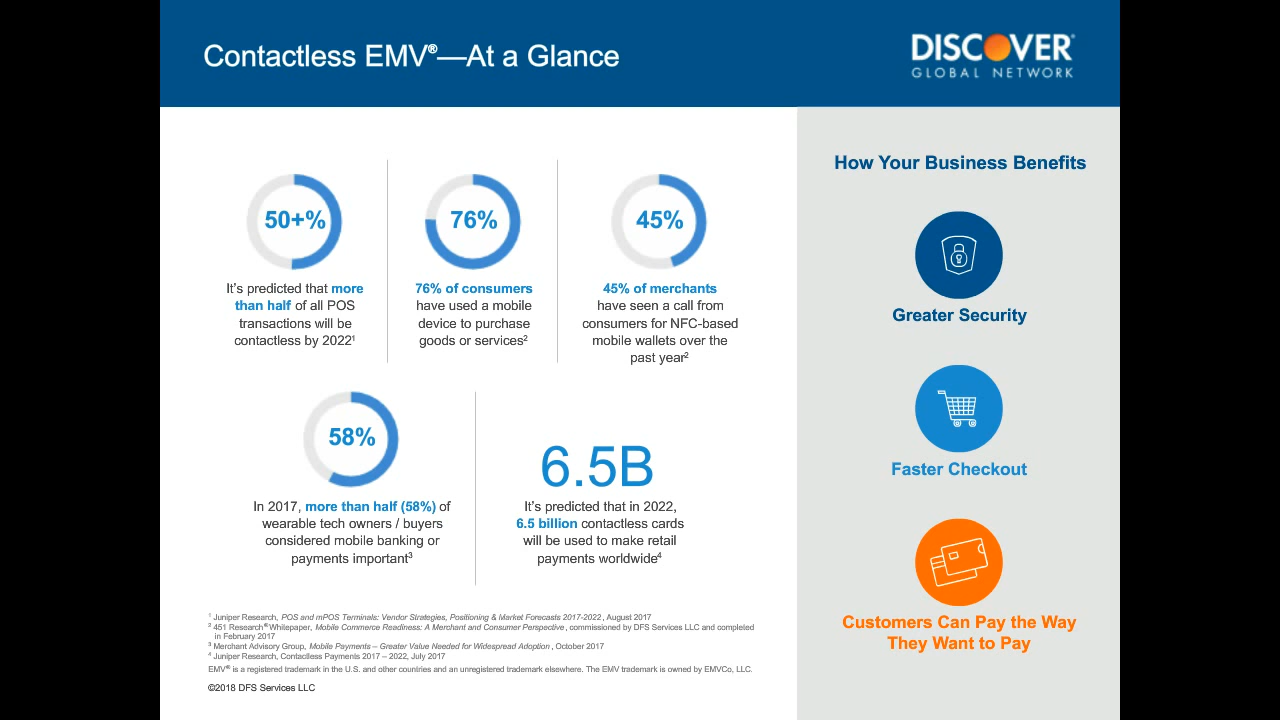 Contactless EMV®—At a Glance
DISCOVER®
GLOBAL NETWORK
50+%
It's predicted that more
than half of all POS
transactions will be
contactless by 2022¹
76%
76% of consumers
have used a mobile
device to purchase
goods or services²
45%
45% of merchants
have seen a call from
consumers for NFC-based
mobile wallets over the
past year²
58%
In 2017, more than half (58%) of
wearable tech owners / buyers
considered mobile banking or
payments important³
6.5B
It's predicted that in 2022,
6.5 billion contactless cards
will be used to make retail
payments worldwide⁴
¹ Juniper Research, POS and mPOS Terminals: Vendor Strategies, Positioning & Market Forecasts 2017-2022, August 2017
² 451 Research® Whitepaper, Mobile Commerce Readiness: A Merchant and Consumer Perspective, commissioned by DFS Services LLC and completed
in February 2017
³ Merchant Advisory Group, Mobile Payments – Greater Value Needed for Widespread Adoption, October 2017
⁴ Juniper Research, Contactless Payments 2017 – 2022, July 2017
EMV® is a registered trademark in the U.S. and other countries and an unregistered trademark elsewhere. The EMV trademark is owned by EMVCo, LLC.
©2018 DFS Services LLC
How Your Business Benefits
Greater Security
Faster Checkout
Customers Can Pay the Way
They Want to Pay